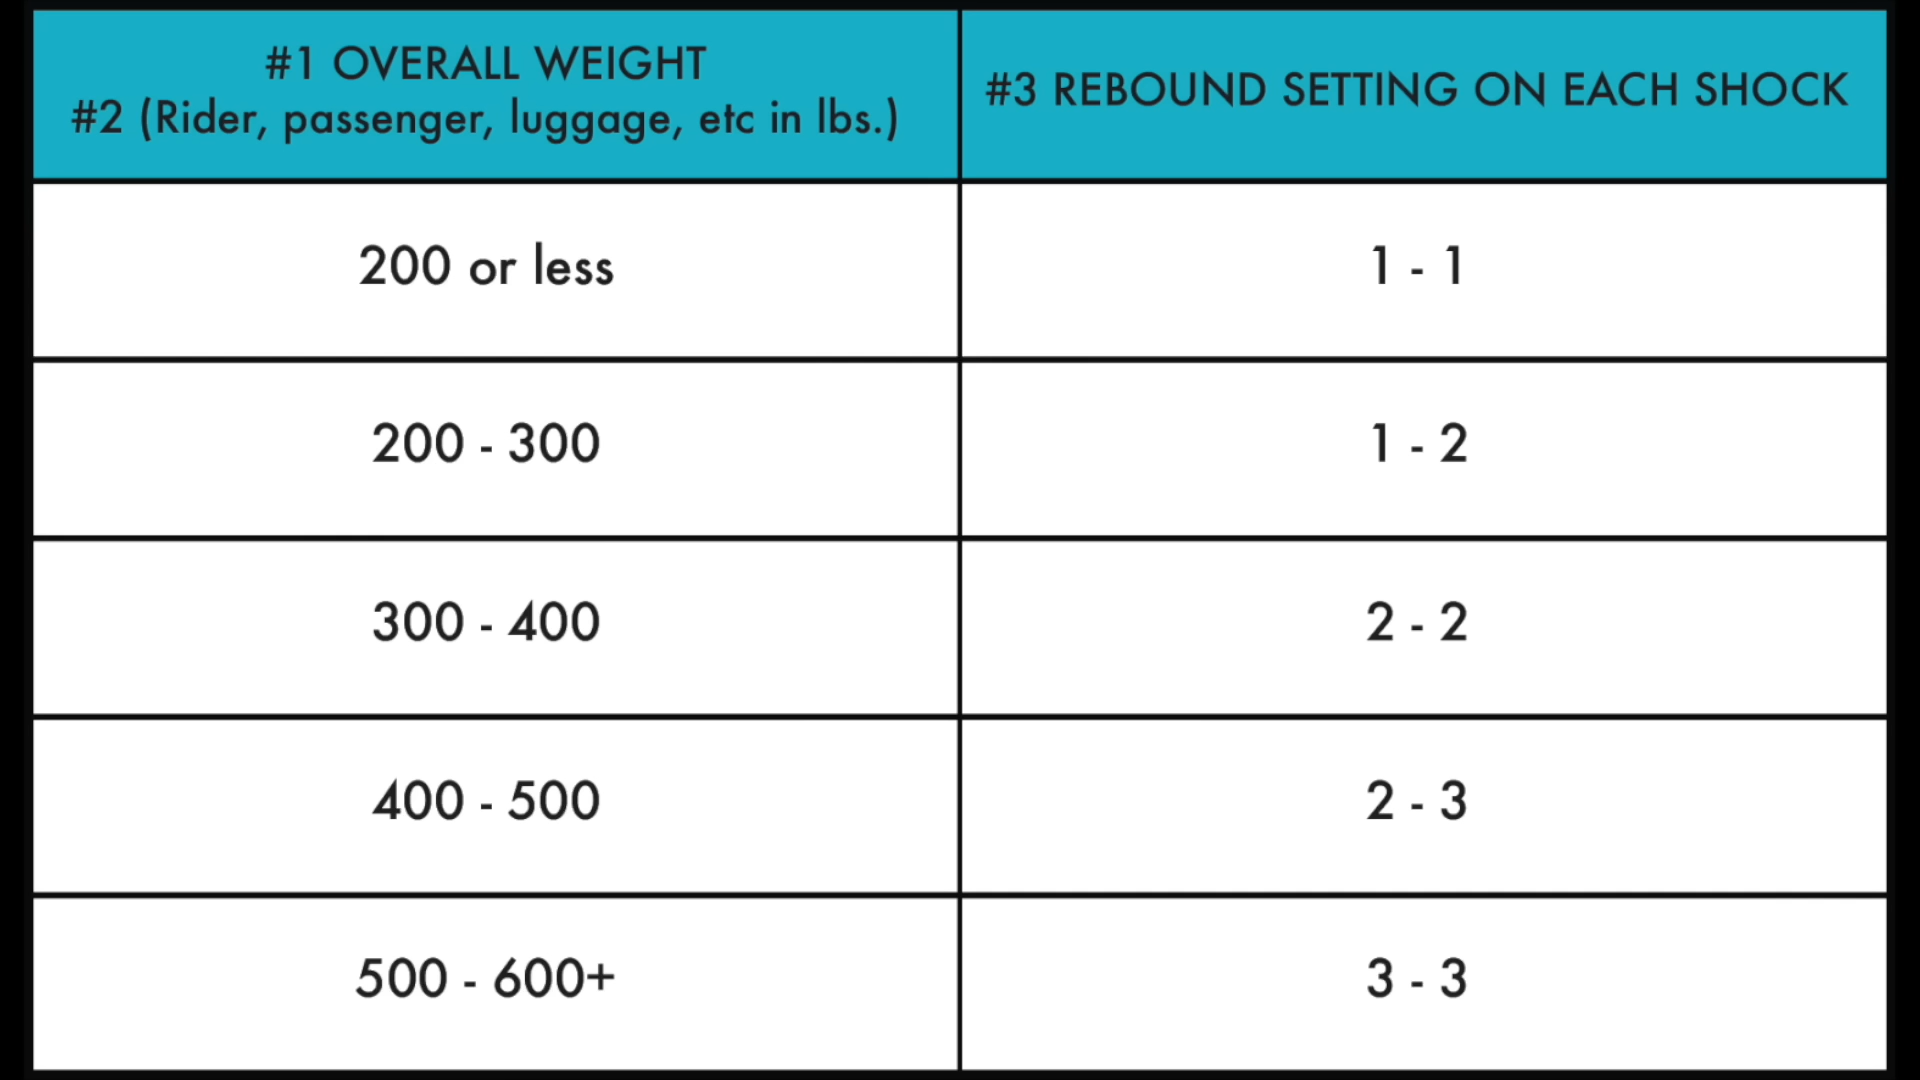 #1 OVERALL WEIGHT
#2 (Rider, passenger, luggage, etc in lbs.)
#3 REBOUND SETTING ON EACH SHOCK
200 or less
1 - 1
200 - 300
1 - 2
300 - 400
2 - 2
400 - 500
2 - 3
500 - 600+
3 - 3